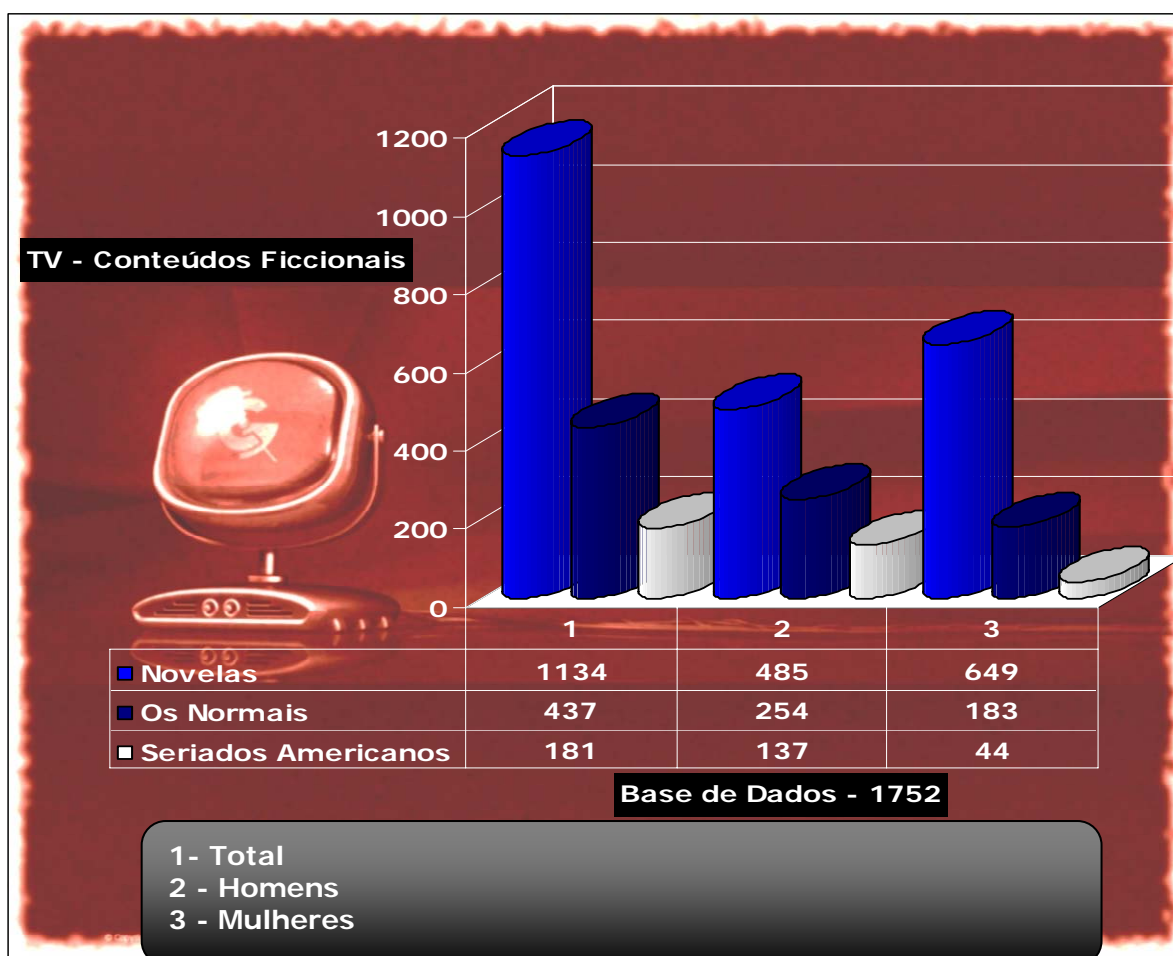 1200
1000
TV - Conteúdos Ficcionais
800
600
400
200
0
1 2 3
Novelas 1134 485 649
Os Normais 437 254 183
Seriados Americanos 181 137 44
Base de Dados - 1752
1- Total
2 - Homens
3 - Mulheres